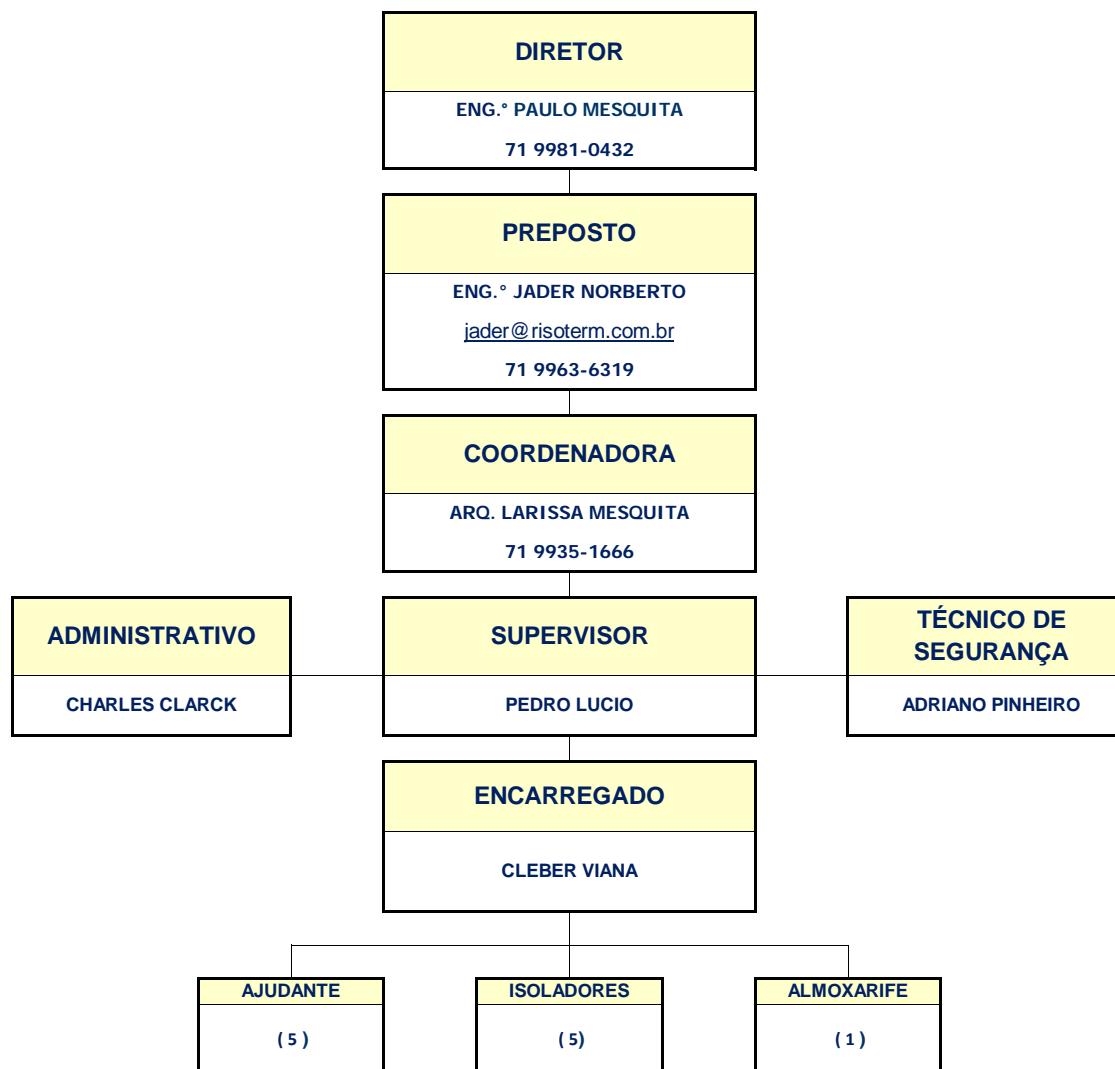 DIRETOR
ENG.° PAULO MESQUITA
71 9981-0432
PREPOSTO
ENG.° JADER NORBERTO
jader@risoterm.com.br
71 9963-6319
COORDENADORA
ARQ. LARISSA MESQUITA
71 9935-1666
ADMINISTRATIVO
CHARLES CLARCK
SUPERVISOR
PEDRO LUCIO
TÉCNICO DE
SEGURANÇA
ADRIANO PINHEIRO
ENCARREGADO
CLEBER VIANA
AJUDANTE
( 5 )
ISOLADORES
( 5)
ALMOXARIFE
( 1 )